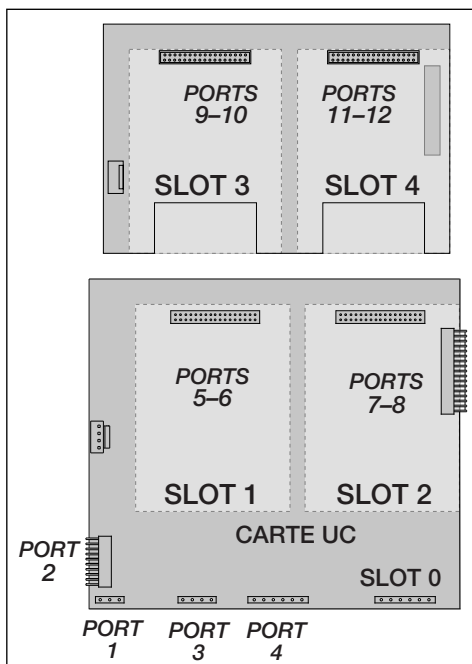 PORTS
9–10
PORTS
11–12
SLOT 3
SLOT 4
PORTS
5–6
PORTS
7–8
SLOT 1
SLOT 2
CARTE UC
PORT
2
SLOT 0
PORT
1
PORT
3
PORT
4